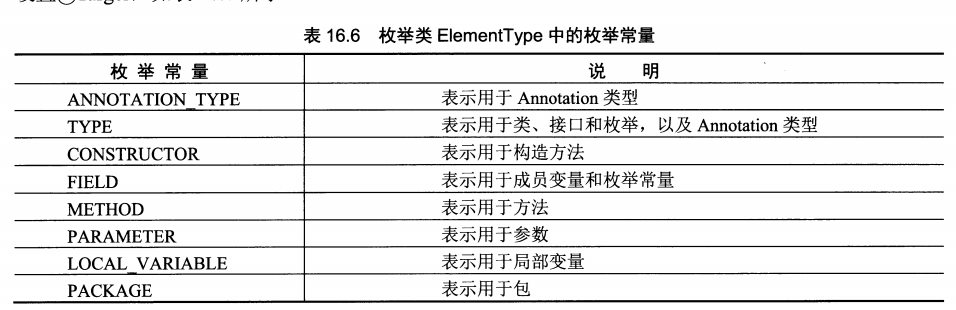 表 16.6 枚举类 ElementType 中的枚举常量
枚 举 常 量 说 明
ANNOTATION_TYPE 表示用于 Annotation 类型
TYPE 表示用于类、接口和枚举，以及 Annotation 类型
CONSTRUCTOR 表示用于构造方法
FIELD 表示用于成员变量和枚举常量
METHOD 表示用于方法
PARAMETER 表示用于参数
LOCAL_VARIABLE 表示用于局部变量
PACKAGE 表示用于包